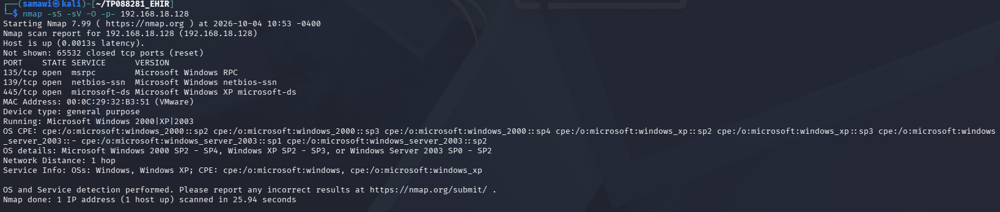 ┌──(samawi㉿kali)-[~/TP088281_EHIR]
└─$ nmap -sS -sV -O -p- 192.168.18.128
Starting Nmap 7.99 ( https://nmap.org ) at 2026-10-04 10:53 -0400
Nmap scan report for 192.168.18.128 (192.168.18.128)
Host is up (0.0013s latency).
Not shown: 65532 closed tcp ports (reset)
PORT    STATE SERVICE      VERSION
135/tcp open  msrpc        Microsoft Windows RPC
139/tcp open  netbios-ssn  Microsoft Windows netbios-ssn
445/tcp open  microsoft-ds Microsoft Windows XP microsoft-ds
MAC Address: 00:0C:29:32:B3:51 (VMware)
Device type: general purpose
Running: Microsoft Windows 2000|XP|2003
OS CPE: cpe:/o:microsoft:windows_2000::sp2 cpe:/o:microsoft:windows_2000::sp3 cpe:/o:microsoft:windows_2000::sp4 cpe:/o:microsoft:windows_xp::sp2 cpe:/o:microsoft:windows_xp::sp3 cpe:/o:microsoft:windows
_server_2003::- cpe:/o:microsoft:windows_server_2003::sp1 cpe:/o:microsoft:windows_server_2003::sp2
OS details: Microsoft Windows 2000 SP2 - SP4, Windows XP SP2 - SP3, or Windows Server 2003 SP0 - SP2
Network Distance: 1 hop
Service Info: OSs: Windows, Windows XP; CPE: cpe:/o:microsoft:windows, cpe:/o:microsoft:windows_xp

OS and Service detection performed. Please report any incorrect results at https://nmap.org/submit/ .
Nmap done: 1 IP address (1 host up) scanned in 25.94 seconds